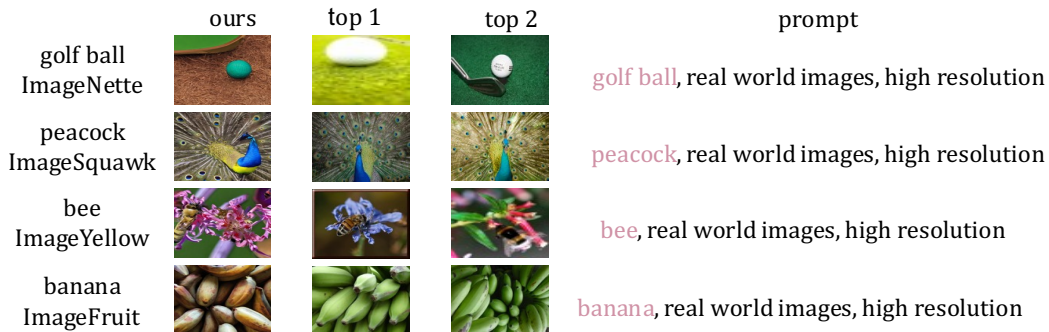 ours top 1 top 2 prompt
golf ball
ImageNette
golf ball, real world images, high resolution
peacock
ImageSquawk
peacock, real world images, high resolution
bee
ImageYellow
bee, real world images, high resolution
banana
ImageFruit
banana, real world images, high resolution